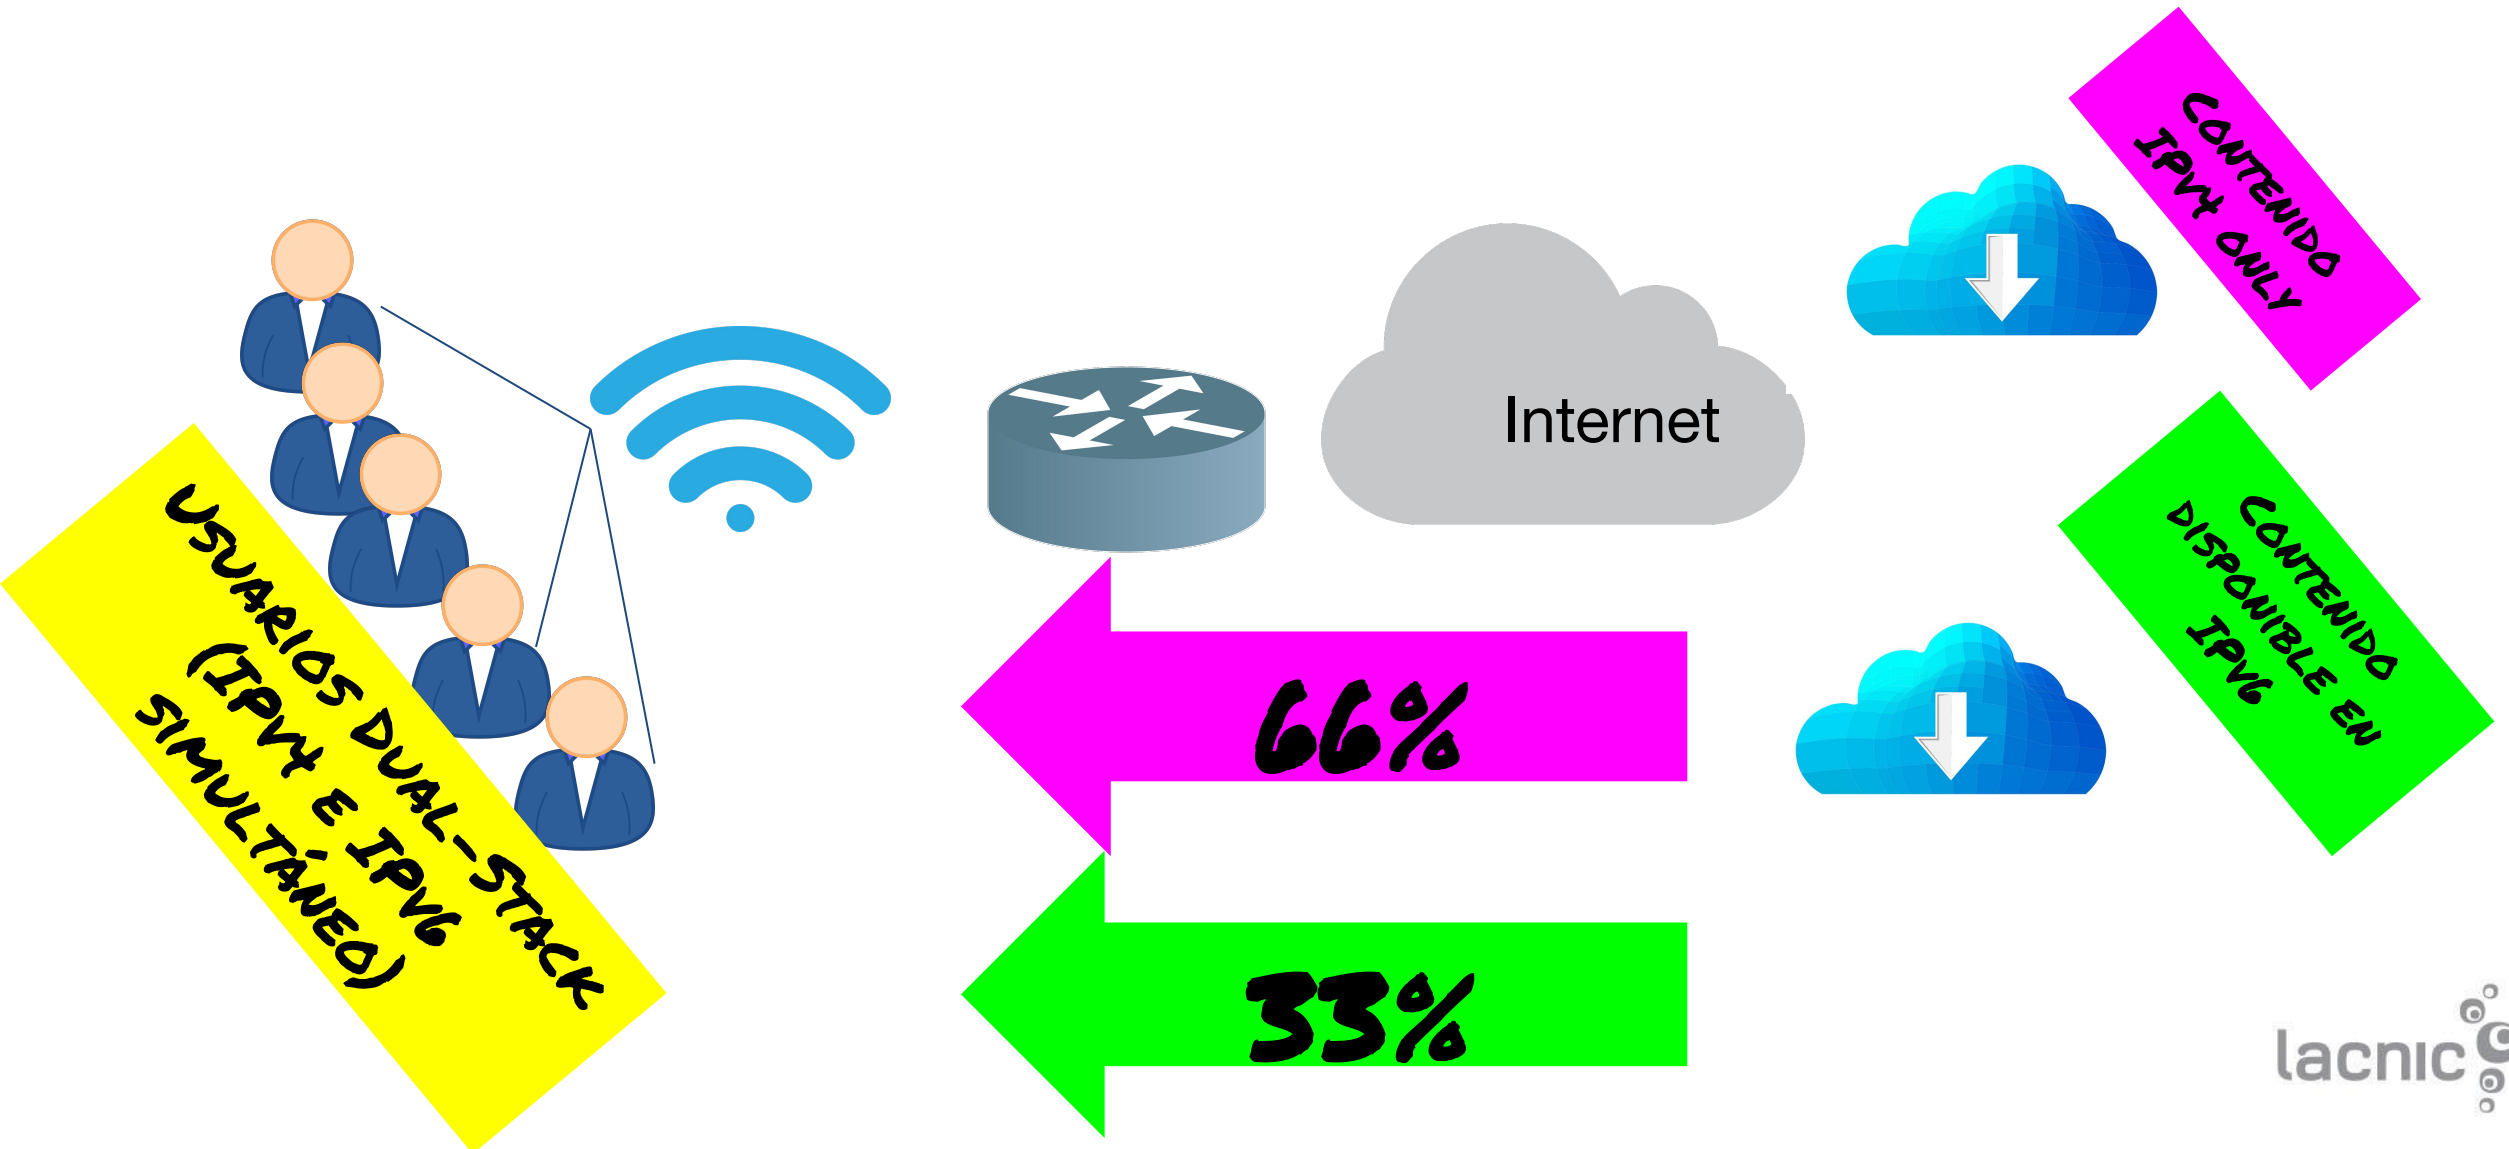 Usuarios Dual-Stack
(IPv4 e IPv6
simultáneo)
Internet
66%
33%
Contenido
IPv4 only
Contenido
disponible en
IPv6
lacnic